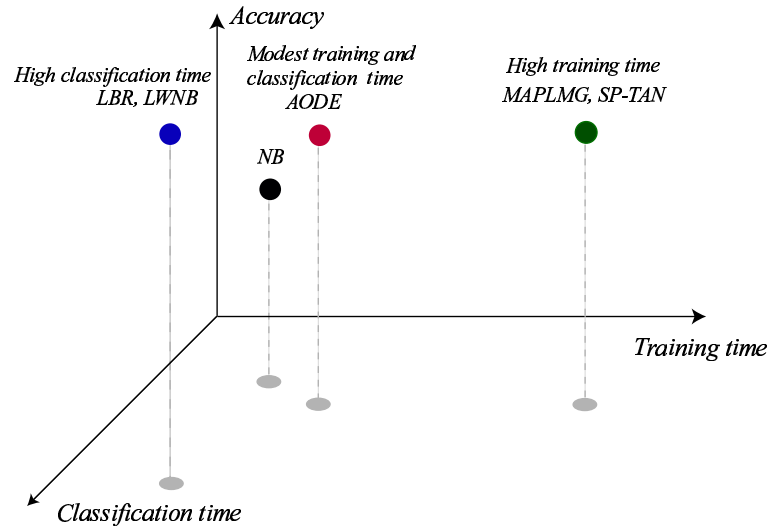 Accuracy
High classification time
LBR, LWNB
Modest training and
classification time
AODE
High training time
MAPLMG, SP-TAN
NB
Training time
Classification time